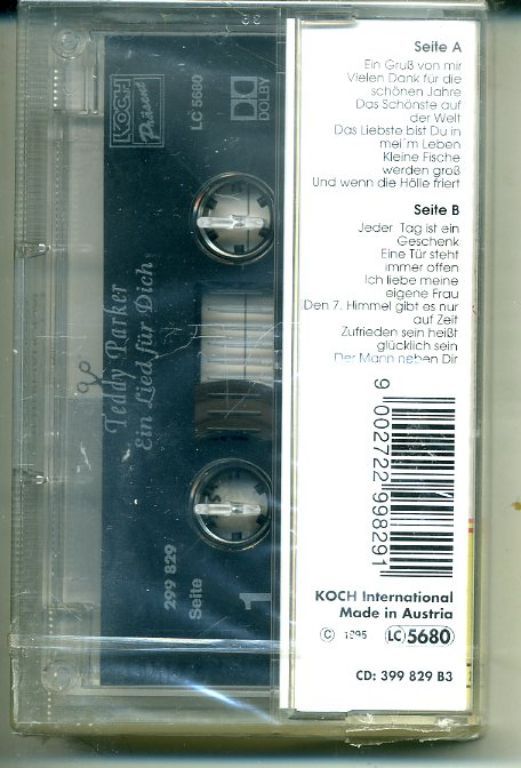 Seite A
Ein Gruß von mir
Vielen Dank für die
schönen Jahre
Das Schönste auf
der Welt
Das Liebste bist Du in
mei´m Leben
Kleine Fische
werden groß
Und wenn die Hölle friert
Seite B
Jeder Tag ist ein
Geschenk
Eine Tür steht
immer offen
Ich liebe meine
eigene Frau
Den 7. Himmel gibt es nur
auf Zeit
Zufrieden sein heißt
glücklich sein
Der Mann neben Dir
9 002722 998291
KOCH International
Made in Austria
© 1995 LC 5680
CD: 399 829 B3
KOCH
Präsent
LC 5680
DOLBY
Teddy Parker
Ein Lied für Dich
299 829
Seite
1